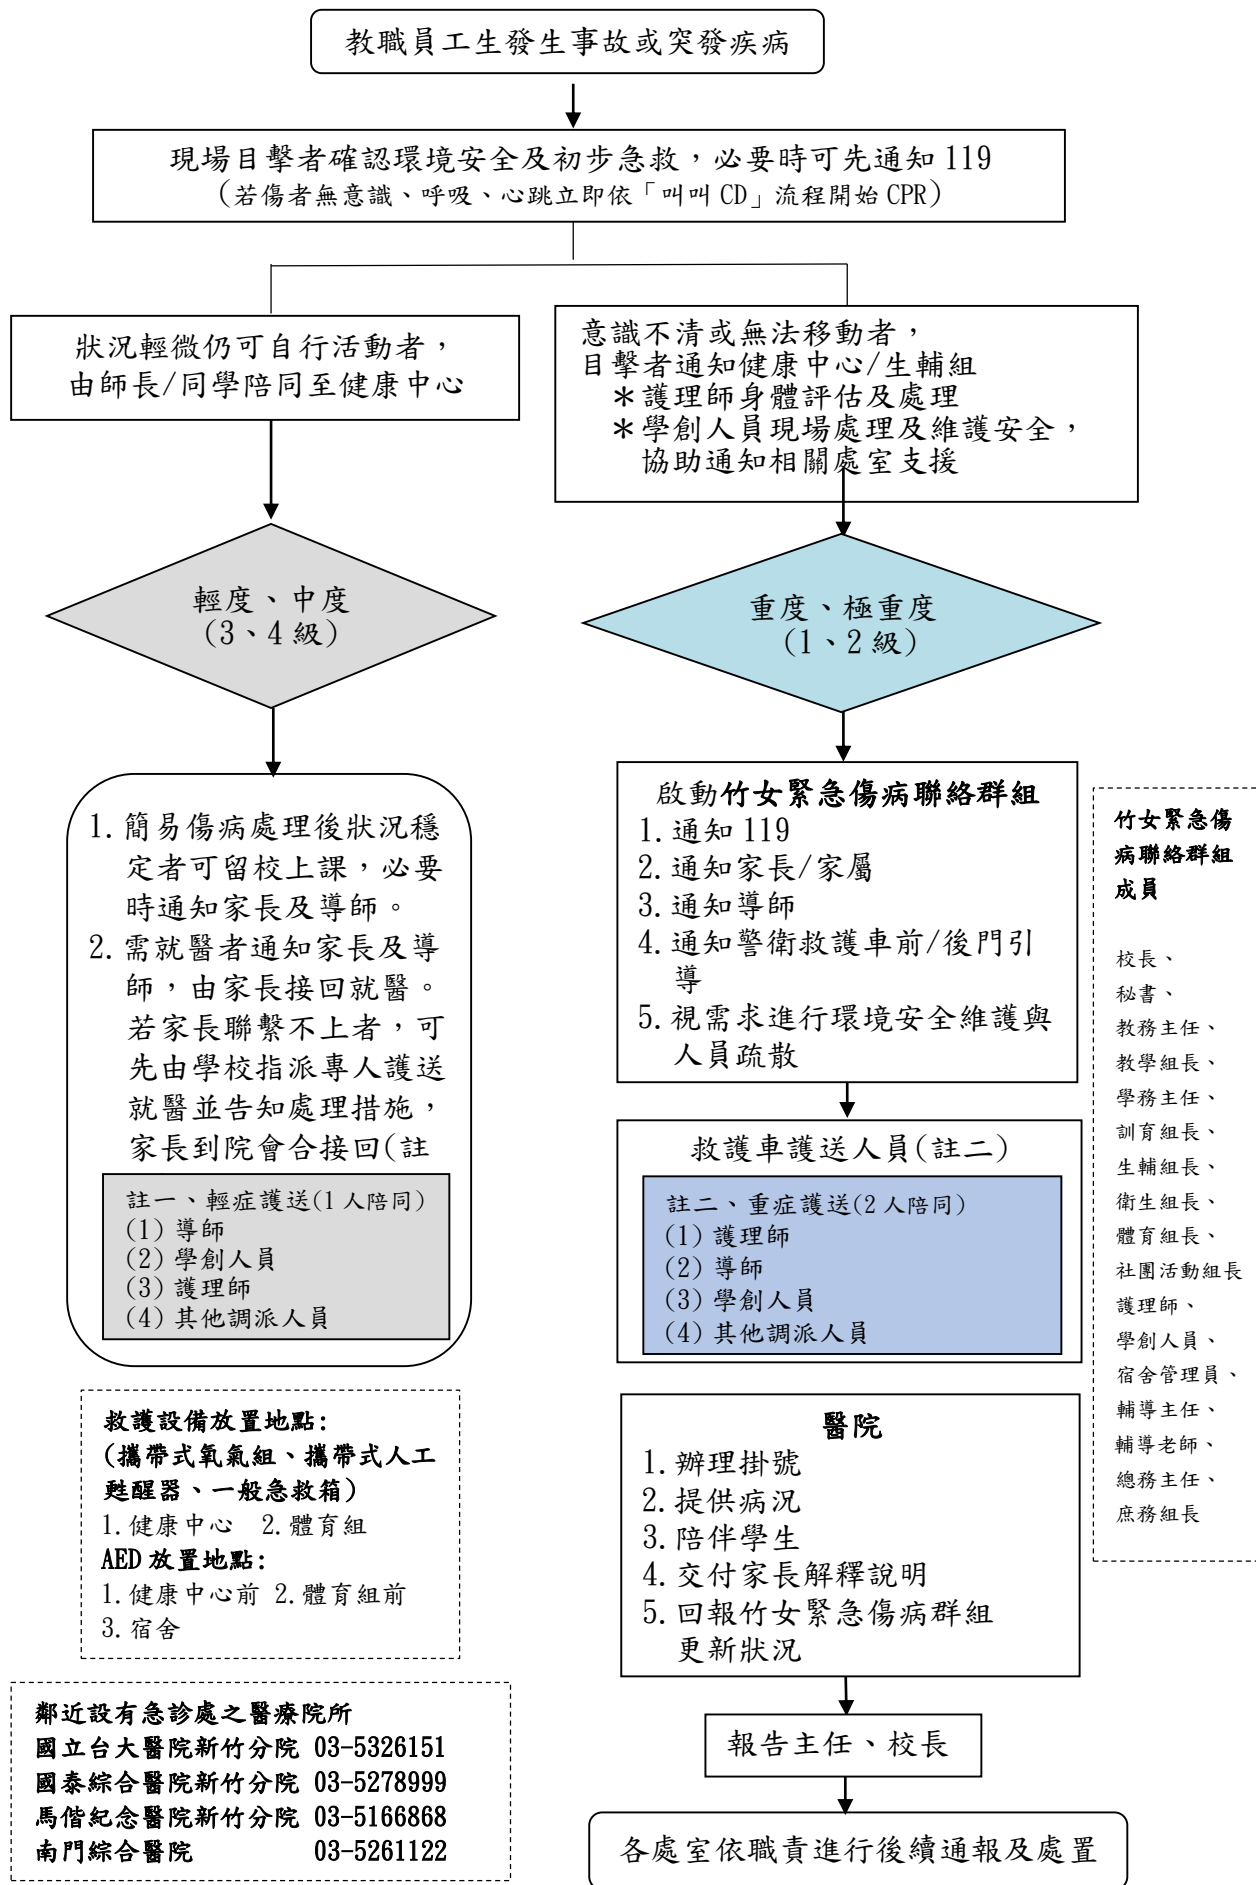 教職員工生發生事故或突發疾病
現場目擊者確認環境安全及初步急救，必要時可先通知 119
（若傷者無意識、呼吸、心跳立即依「叫叫 CD」流程開始 CPR）
狀況輕微仍可自行活動者，
由師長/同學陪同至健康中心
意識不清或無法移動者，
目擊者通知健康中心/生輔組
＊護理師身體評估及處理
＊學創人員現場處理及維護安全，
協助通知相關處室支援
輕度、中度
(3、4 級)
重度、極重度
(1、2 級)
1. 簡易傷病處理後狀況穩
定者可留校上課，必要
時通知家長及導師。
2. 需就醫者通知家長及導
師，由家長接回就醫。
若家長聯繫不上者，可
先由學校指派專人護送
就醫並告知處理措施，
家長到院會合接回(註
註一、輕症護送(1 人陪同)
(1) 導師
(2) 學創人員
(3) 護理師
(4) 其他調派人員
啟動竹女緊急傷病聯絡群組
1. 通知 119
2. 通知家長/家屬
3. 通知導師
4. 通知警衛救護車前/後門引
導
5. 視需求進行環境安全維護與
人員疏散
救護車護送人員(註二)
註二、重症護送(2 人陪同)
(1) 護理師
(2) 導師
(3) 學創人員
(4) 其他調派人員
竹女緊急傷
病聯絡群組
成員
校長、
秘書、
教務主任、
教學組長、
學務主任、
訓育組長、
生輔組長、
衛生組長、
體育組長、
社團活動組長
護理師、
學創人員、
宿舍管理員、
輔導主任、
輔導老師、
總務主任、
庶務組長
救護設備放置地點：
(攜帶式氧氣組、攜帶式人工
甦醒器、一般急救箱)
1. 健康中心 2. 體育組
AED 放置地點：
1. 健康中心前 2. 體育組前
3. 宿舍
醫院
1. 辦理掛號
2. 提供病況
3. 陪伴學生
4. 交付家長解釋說明
5. 回報竹女緊急傷病群組
更新狀況
鄰近設有急診處之醫療院所
國立台大醫院新竹分院 03-5326151
國泰綜合醫院新竹分院 03-5278999
馬偕紀念醫院新竹分院 03-5166868
南門綜合醫院 03-5261122
報告主任、校長
各處室依職責進行後續通報及處置